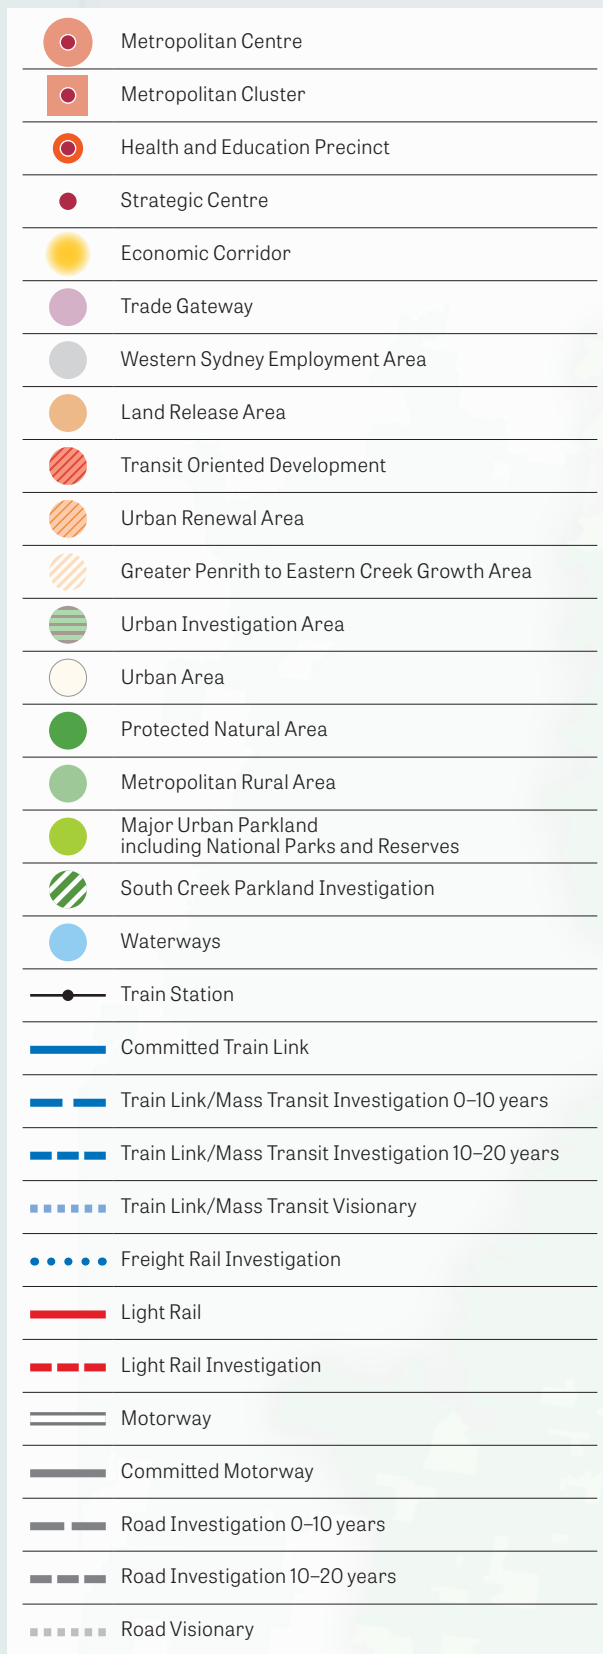 Metropolitan Centre
Metropolitan Cluster
Health and Education Precinct
Strategic Centre
Economic Corridor
Trade Gateway
Western Sydney Employment Area
Land Release Area
Transit Oriented Development
Urban Renewal Area
Greater Penrith to Eastern Creek Growth Area
Urban Investigation Area
Urban Area
Protected Natural Area
Metropolitan Rural Area
Major Urban Parkland
including National Parks and Reserves
South Creek Parkland Investigation
Waterways
Train Station
Committed Train Link
Train Link/Mass Transit Investigation 0–10 years
Train Link/Mass Transit Investigation 10–20 years
Train Link/Mass Transit Visionary
Freight Rail Investigation
Light Rail
Light Rail Investigation
Motorway
Committed Motorway
Road Investigation 0–10 years
Road Investigation 10–20 years
Road Visionary